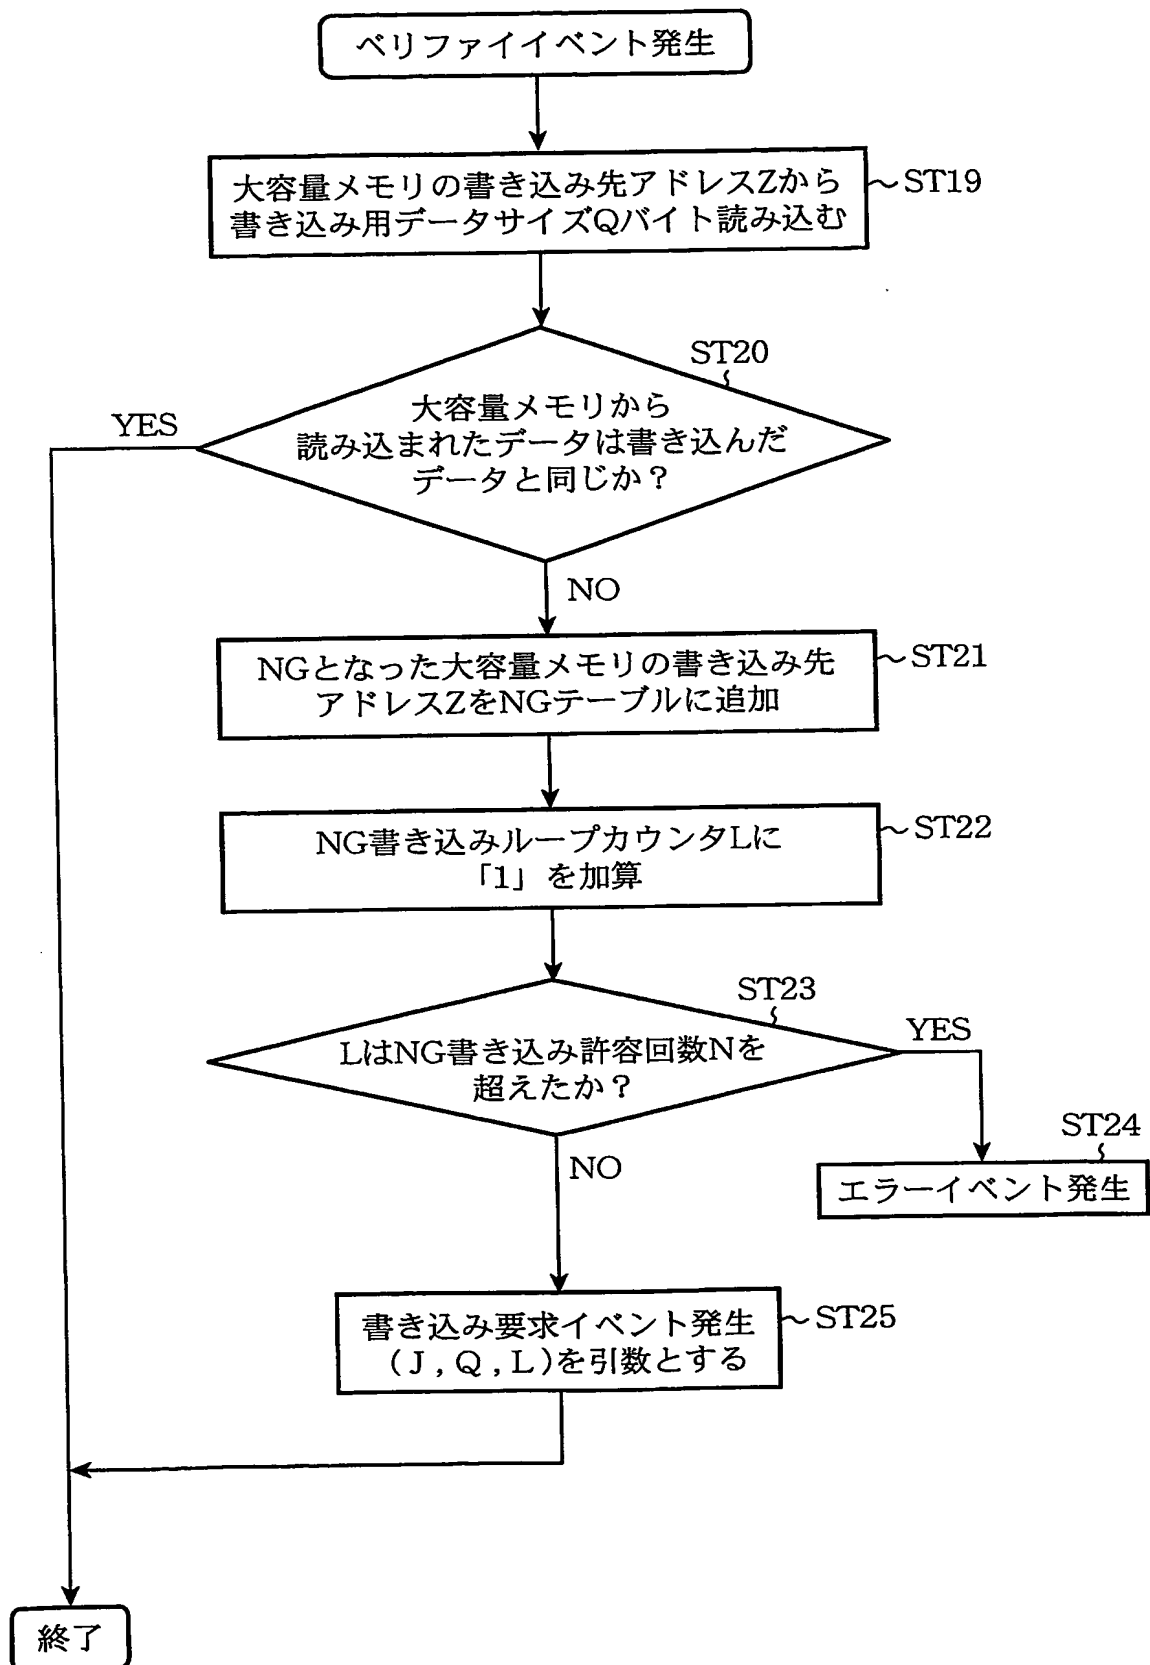 ベリファイイベント発生
大容量メモリの書き込み先アドレスZから
書き込み用データサイズQバイト読み込む
ST19
ST20
大容量メモリから
読み込まれたデータは書き込んだ
データと同じか？
YES
NO
NGとなった大容量メモリの書き込み先
アドレスZをNGテーブルに追加
ST21
NG書き込みループカウンタLに
「1」を加算
ST22
ST23
LはNG書き込み許容回数Nを
超えたか？
YES
NO
ST24
エラーイベント発生
書き込み要求イベント発生
(J,Q,L)を引数とする
ST25
終了